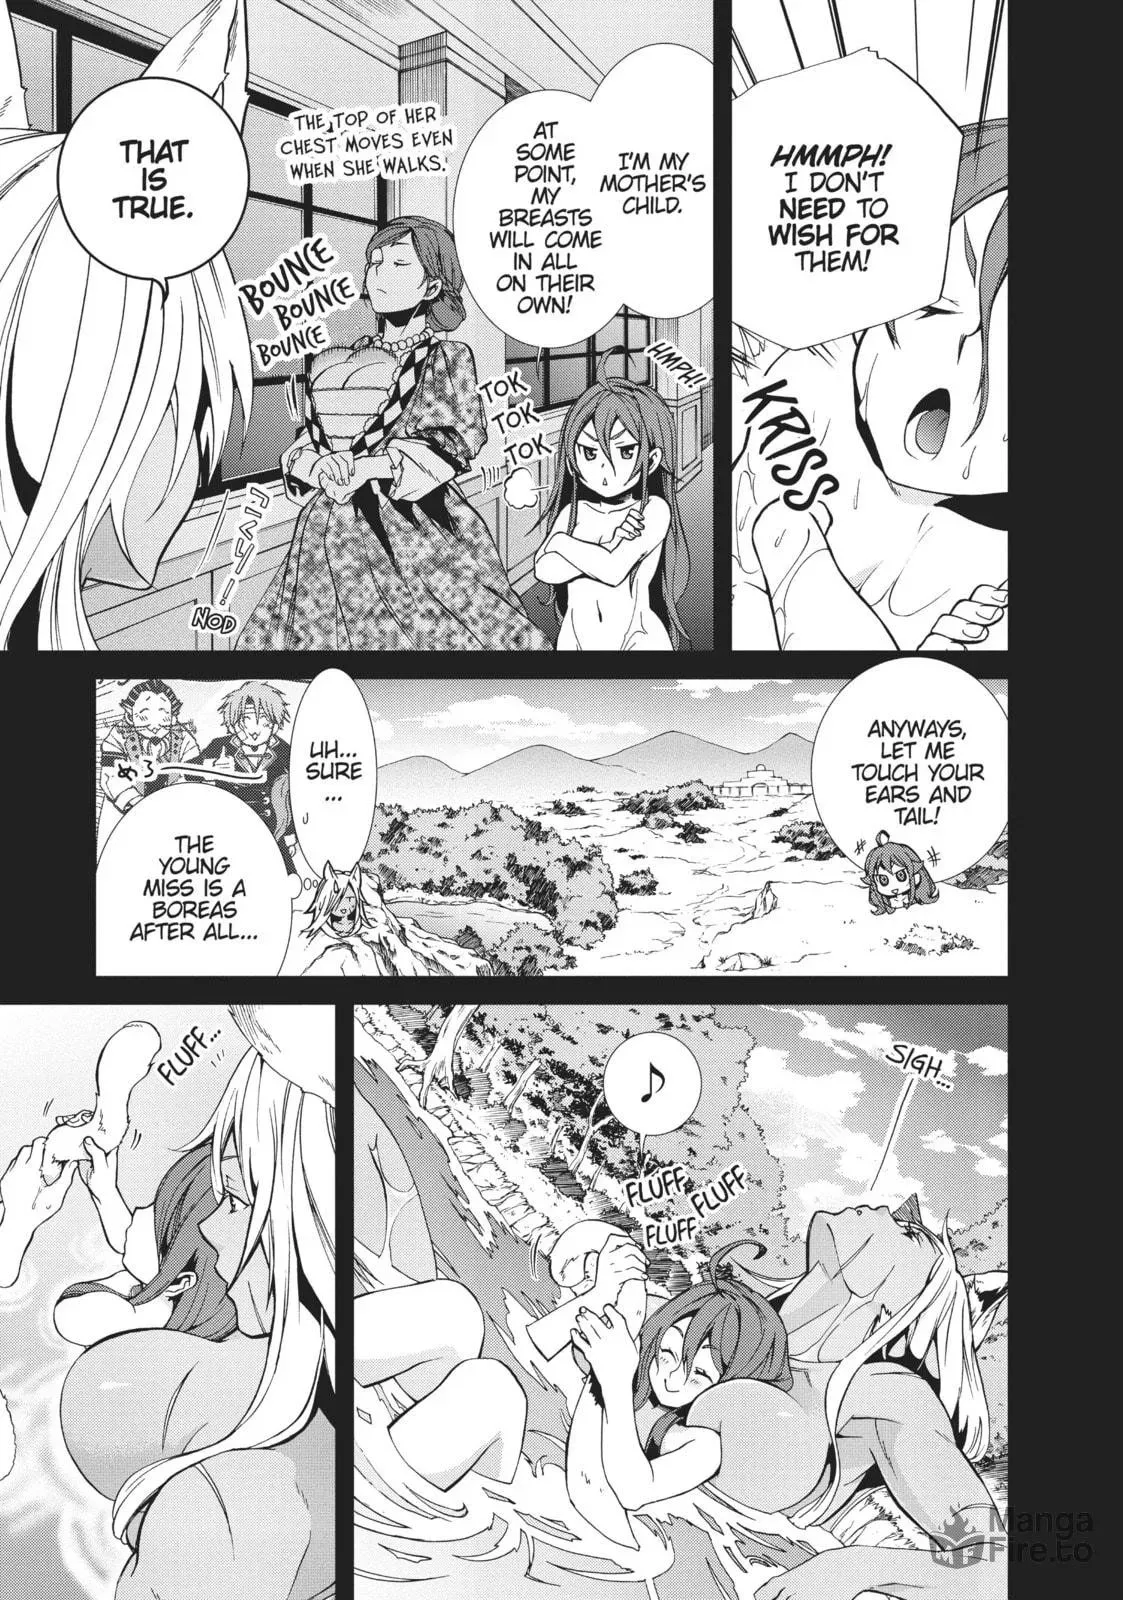 HMMPH!
I DON'T
NEED TO
WISH FOR
THEM!
KRISS
I'M MY
MOTHER'S
CHILD.
AT
SOME
POINT,
MY
BREASTS
WILL COME
IN ALL
ON THEIR
OWN!
HMPH!
TOK
TOK
TOK
THE TOP OF HER
CHEST MOVES EVEN
WHEN SHE WALKS.
BOUNCE
BOUNCE
BOUNCE
THAT
IS
TRUE.
NOD
ANYWAYS,
LET ME
TOUCH YOUR
EARS AND
TAIL!
UH...
SURE
...
THE
YOUNG
MISS IS A
BOREAS
AFTER ALL...
めろー
SIGH...
♪
FLUFF
FLUFF
FLUFF
FLUFF...
Manga
Fire.to